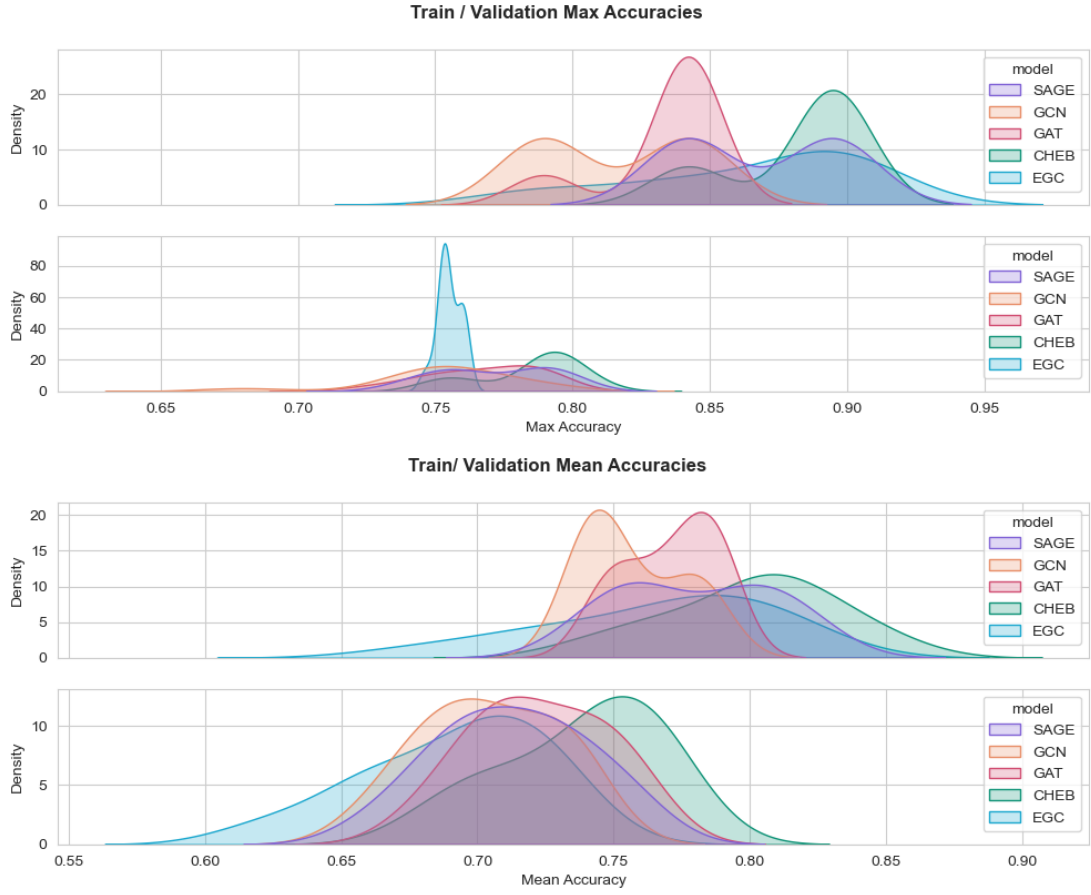 Train / Validation Max Accuracies
Density
20
10
0
model
SAGE
GCN
GAT
CHEB
EGC
Density
80
60
40
20
0
model
SAGE
GCN
GAT
CHEB
EGC
0.65 0.70 0.75 0.80 0.85 0.90 0.95
Max Accuracy
Train/ Validation Mean Accuracies
Density
20
15
10
5
0
model
SAGE
GCN
GAT
CHEB
EGC
Density
10
5
0
model
SAGE
GCN
GAT
CHEB
EGC
0.55 0.60 0.65 0.70 0.75 0.80 0.85 0.90
Mean Accuracy